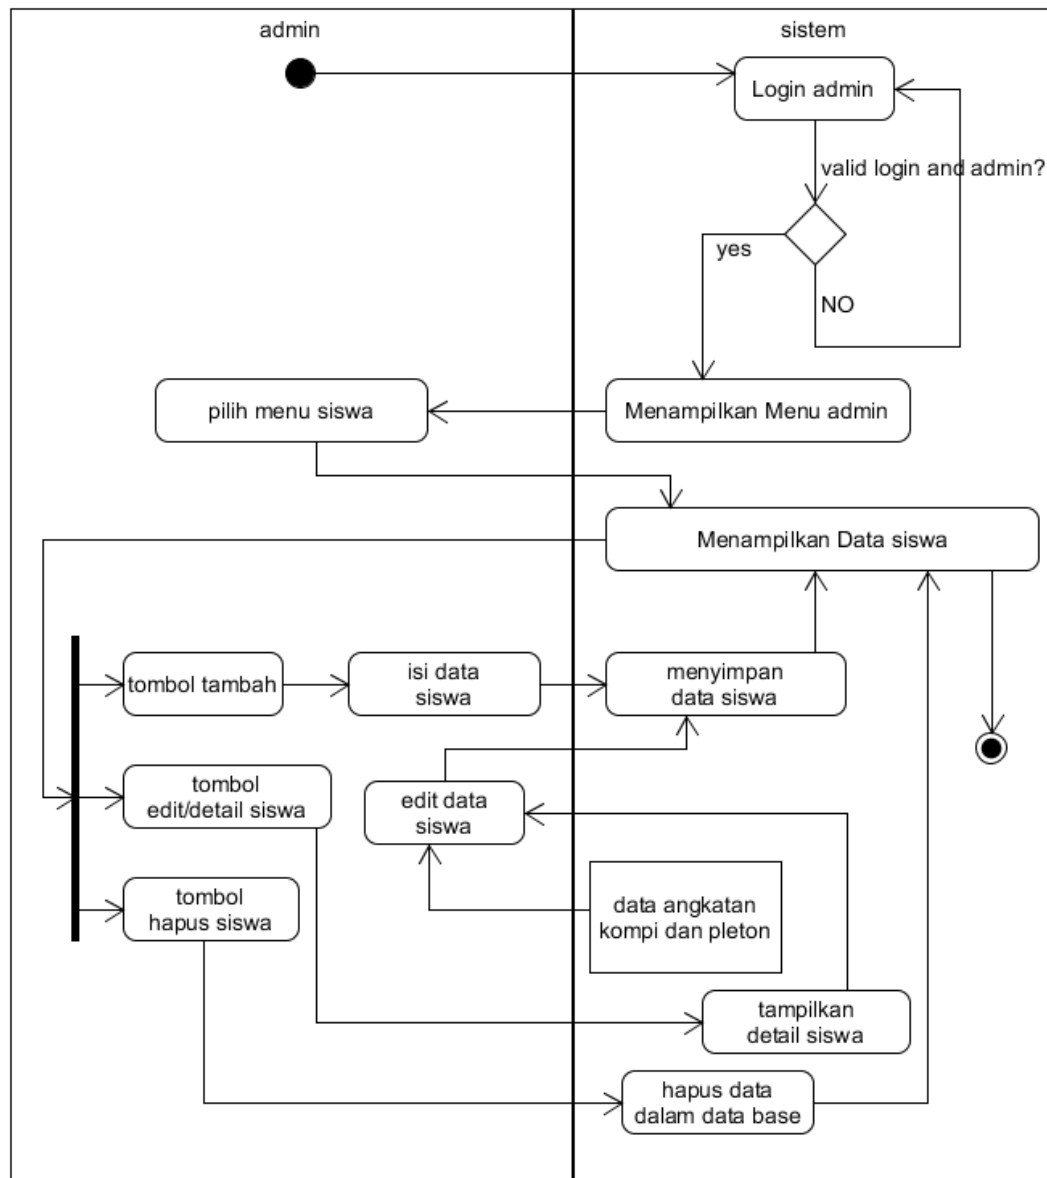 admin
sistem
Login admin
valid login and admin?
yes
NO
pilih menu siswa
Menampilkan Menu admin
Menampilkan Data siswa
tombol tambah
isi data
siswa
menyimpan
data siswa
tombol
edit/detail siswa
edit data
siswa
tombol
hapus siswa
data angkatan
kompi dan pleton
tampilkan
detail siswa
hapus data
dalam data base